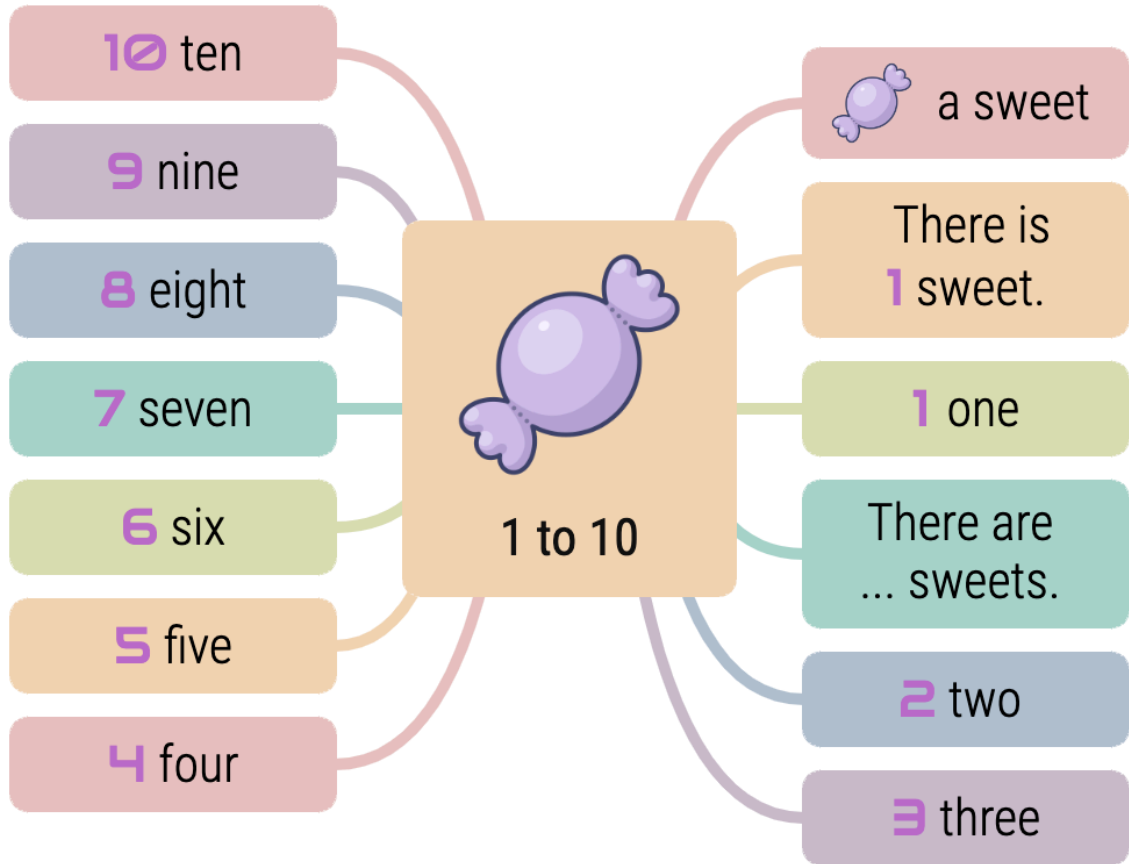 10 ten
9 nine
8 eight
7 seven
6 six
5 five
4 four
1 to 10
a sweet
There is
1 sweet.
1 one
There are
... sweets.
2 two
3 three